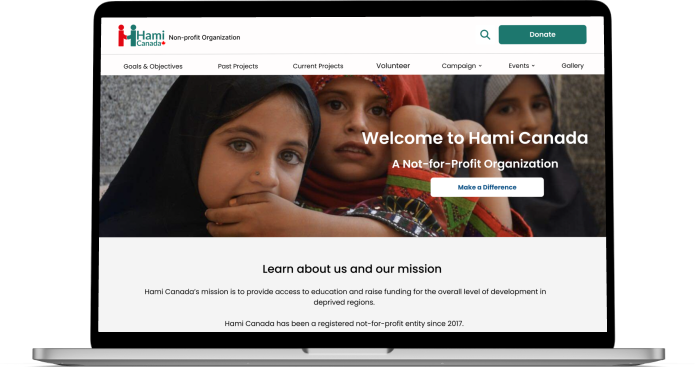 Hami
Canada
Non-profit Organization
Donate
Goals & Objectives
Past Projects
Current Projects
Volunteer
Campaign
Events
Gallery
Welcome to Hami Canada
A Not-for-Profit Organization
Make a Difference
Learn about us and our mission
Hami Canada's mission is to provide access to education and raise funding for the overall level of development in
deprived regions.
Hami Canada has been a registered not-for-profit entity since 2017.